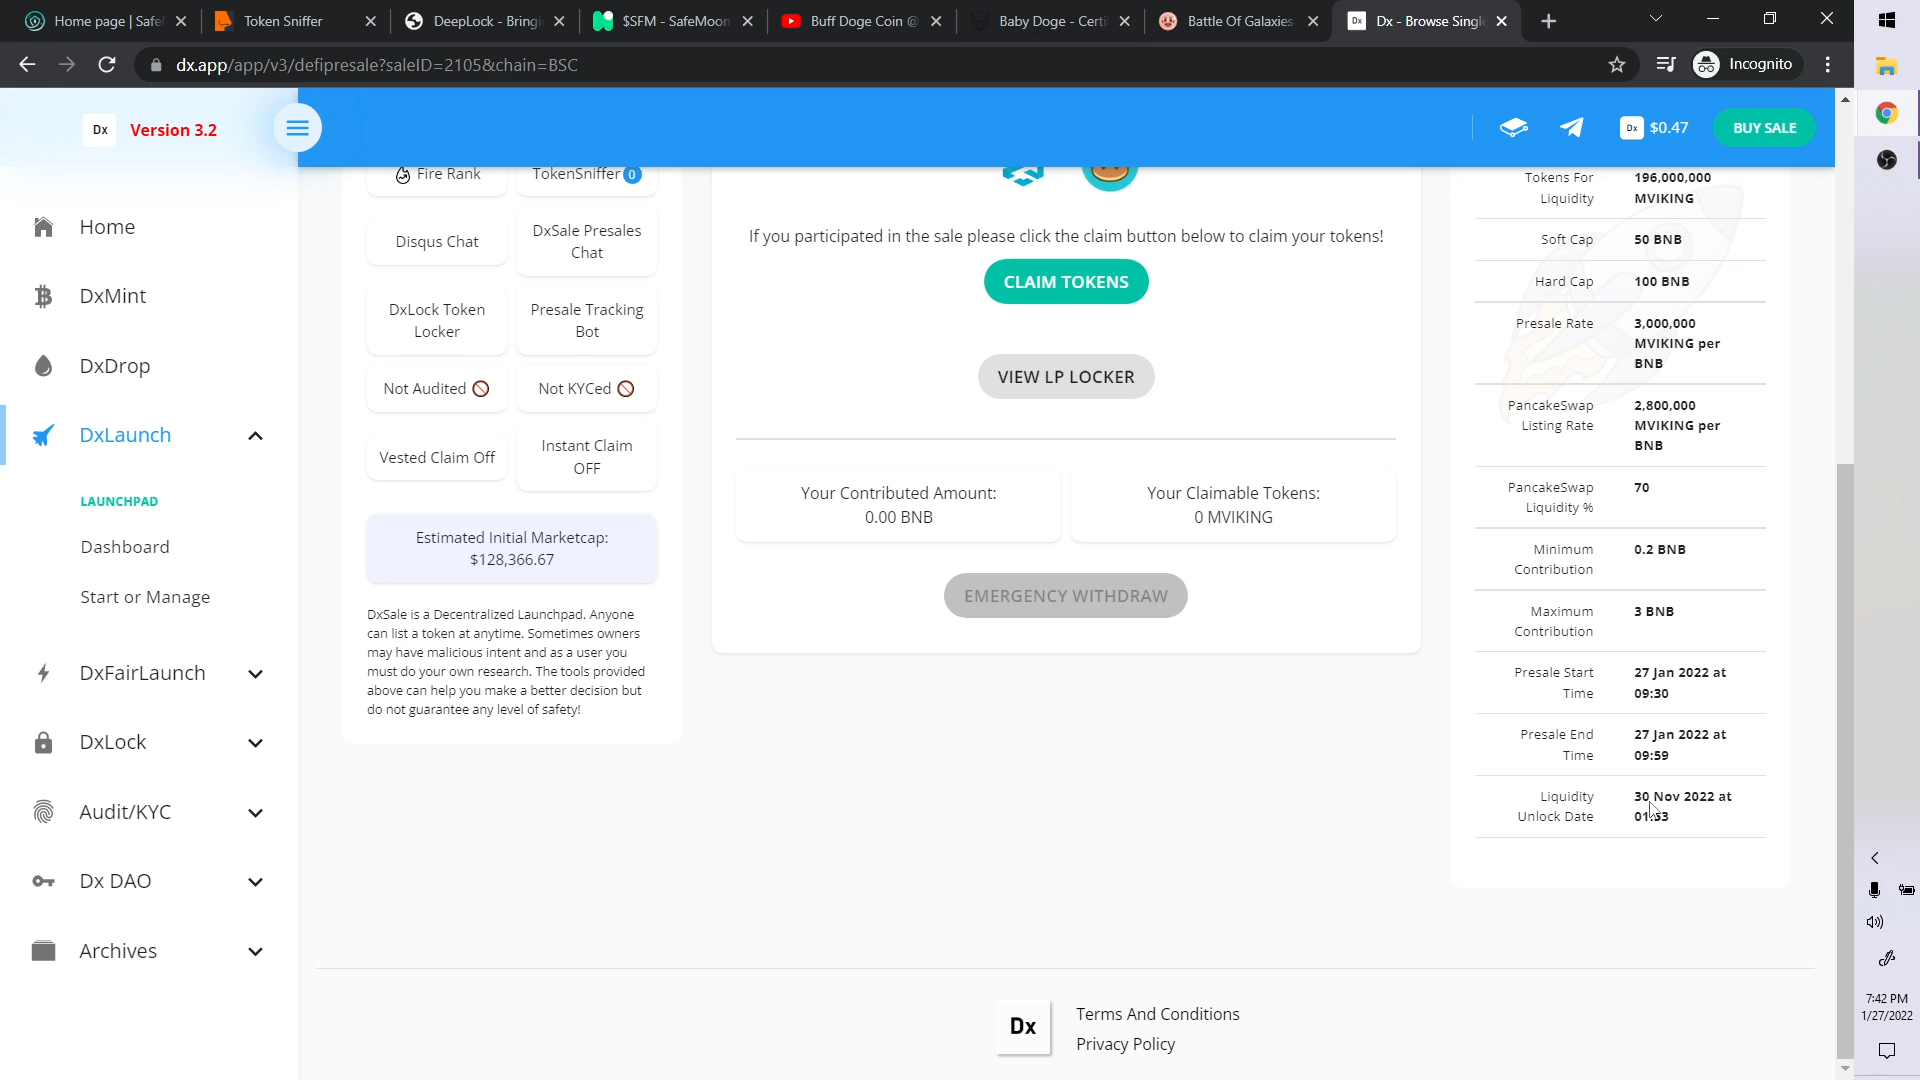 Home page | Safe
Token Sniffer
DeepLock - Bringi
$SFM - SafeMoon
Buff Doge Coin @
Baby Doge - Certi
Battle Of Galaxies
Dx - Browse Single
dx.app/app/v3/defipresale?saleID=2105&chain=BSC
Incognito
Dx
Version 3.2
Dx $0.47
BUY SALE
Home
DxMint
DxDrop
DxLaunch
LAUNCHPAD
Dashboard
Start or Manage
DxFairLaunch
DxLock
Audit/KYC
Dx DAO
Archives
Fire Rank
TokenSniffer 0
Disqus Chat
DxSale Presales
Chat
DxLock Token
Locker
Presale Tracking
Bot
Not Audited
Not KYCed
Vested Claim Off
Instant Claim
OFF
Estimated Initial Marketcap:
$128,366.67
DxSale is a Decentralized Launchpad. Anyone
can list a token at anytime. Sometimes owners
may have malicious intent and as a user you
must do your own research. The tools provided
above can help you make a better decision but
do not guarantee any level of safety!
If you participated in the sale please click the claim button below to claim your tokens!
CLAIM TOKENS
VIEW LP LOCKER
Your Contributed Amount:
0.00 BNB
Your Claimable Tokens:
0 MVIKING
EMERGENCY WITHDRAW
Tokens For
Liquidity
196,000,000
MVIKING
Soft Cap
50 BNB
Hard Cap
100 BNB
Presale Rate
3,000,000
MVIKING per
BNB
PancakeSwap
Listing Rate
2,800,000
MVIKING per
BNB
PancakeSwap
Liquidity %
70
Minimum
Contribution
0.2 BNB
Maximum
Contribution
3 BNB
Presale Start
Time
27 Jan 2022 at
09:30
Presale End
Time
27 Jan 2022 at
09:59
Liquidity
Unlock Date
30 Nov 2022 at
Dx
Terms And Conditions
Privacy Policy
7:42 PM
1/27/2022